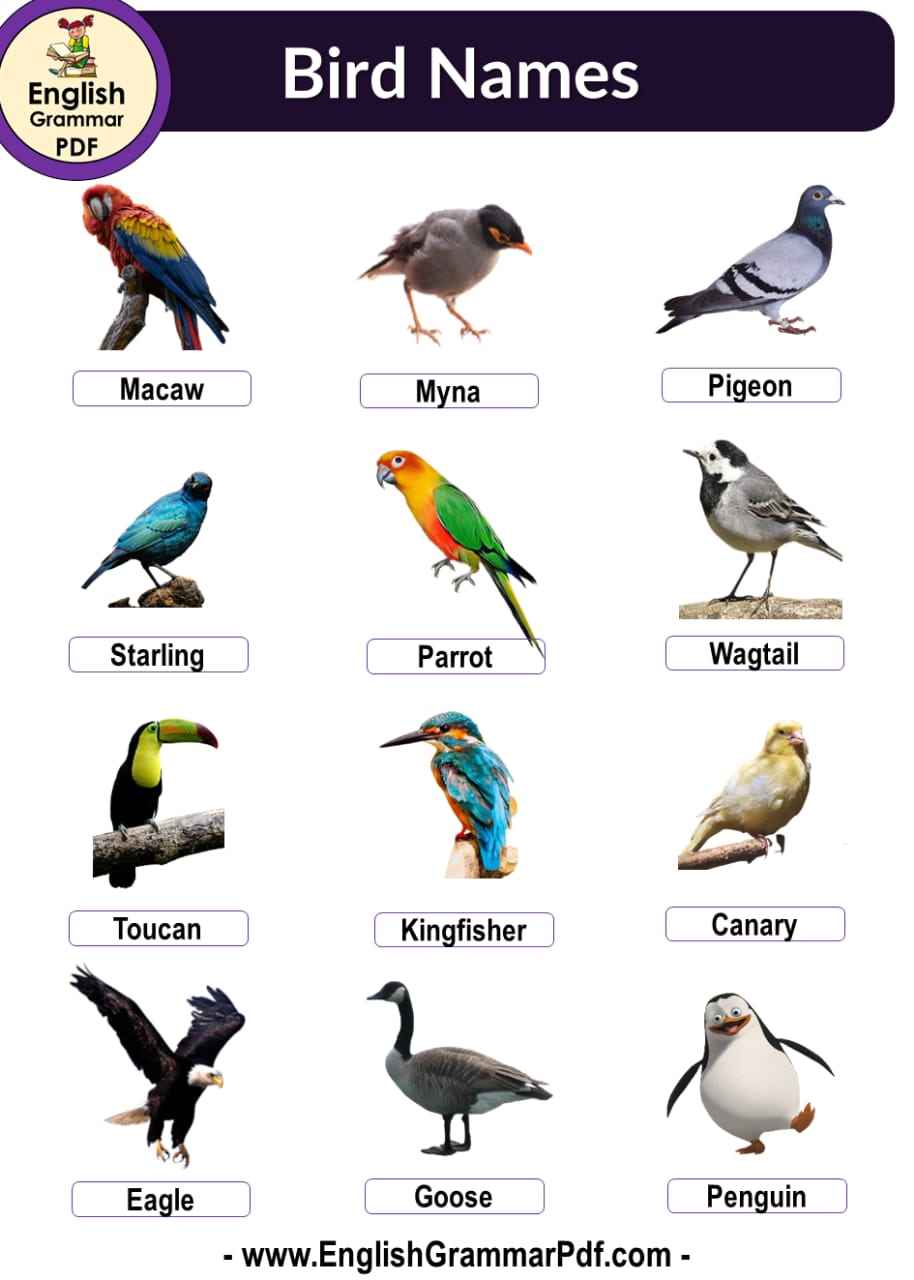 English
Grammar
PDF
Bird Names
Macaw
Myna
Pigeon
Starling
Parrot
Wagtail
Toucan
Kingfisher
Canary
Eagle
Goose
Penguin
- www.EnglishGrammarPdf.com -